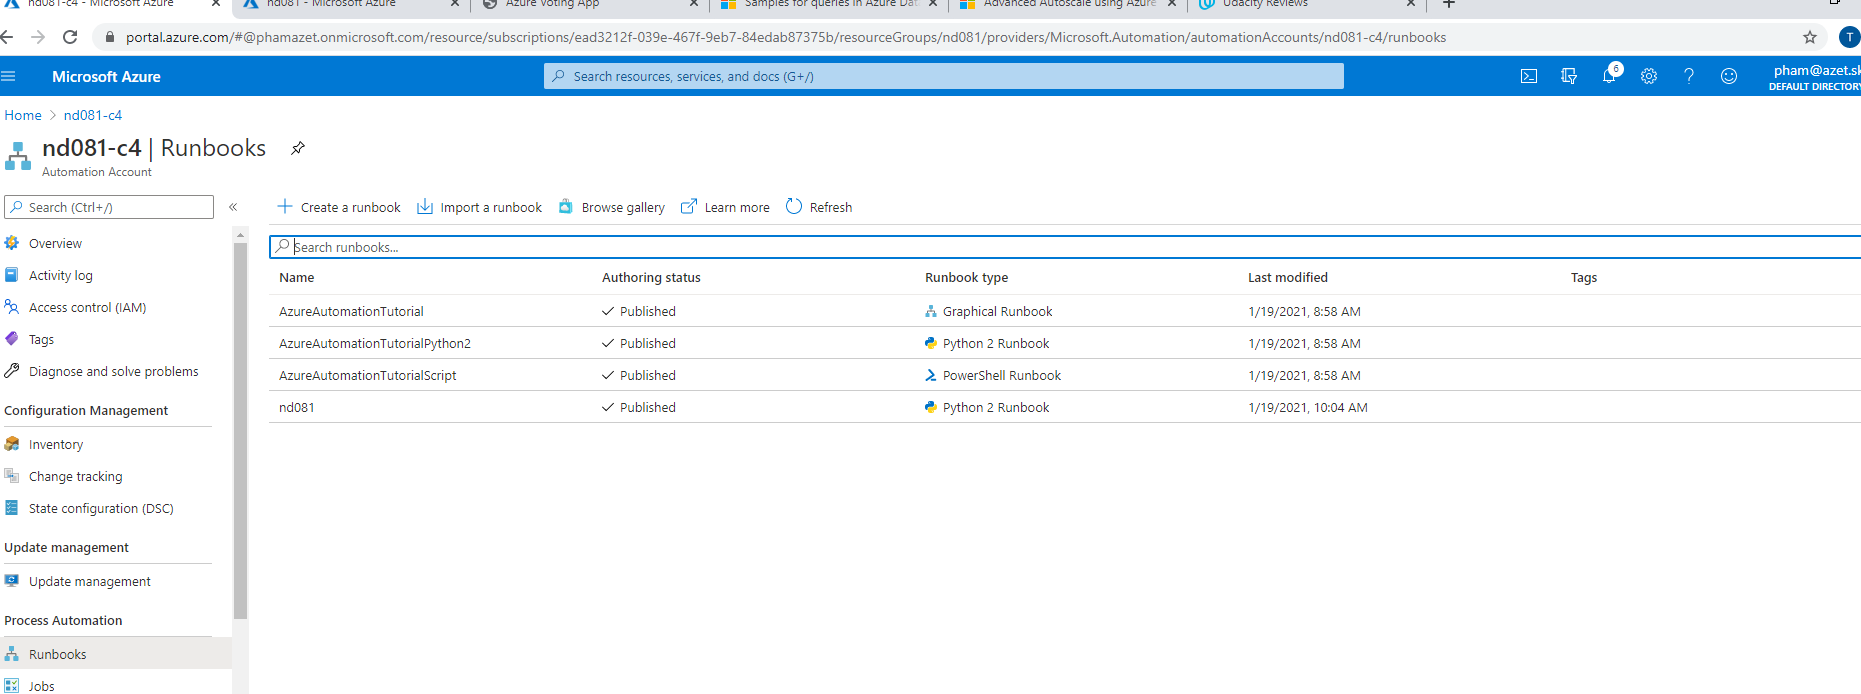 nd081-c4 - Microsoft Azure
nd081 - Microsoft Azure
Azure Voting App
Samples for queries in Azure Dat
Advanced Autoscale using Azure
Udacity Reviews
portal.azure.com/#@phamazet.onmicrosoft.com/resource/subscriptions/ead3212f-039e-467f-9eb7-84edab87375b/resourceGroups/nd081/providers/Microsoft.Automation/automationAccounts/nd081-c4/runbooks
T
Microsoft Azure
Search resources, services, and docs (G+/)
6
pham@azet.sk
DEFAULT DIRECTORY
Home > nd081-c4
nd081-c4 | Runbooks
Automation Account
Search (Ctrl+/)
«
Create a runbook
Import a runbook
Browse gallery
Learn more
Refresh
Search runbooks...
Overview
Activity log
Access control (IAM)
Tags
Diagnose and solve problems
Configuration Management
Inventory
Change tracking
State configuration (DSC)
Update management
Update management
Process Automation
Runbooks
Jobs
Name Authoring status Runbook type Last modified Tags
AzureAutomationTutorial Published Graphical Runbook 1/19/2021, 8:58 AM
AzureAutomationTutorialPython2 Published Python 2 Runbook 1/19/2021, 8:58 AM
AzureAutomationTutorialScript Published PowerShell Runbook 1/19/2021, 8:58 AM
nd081 Published Python 2 Runbook 1/19/2021, 10:04 AM